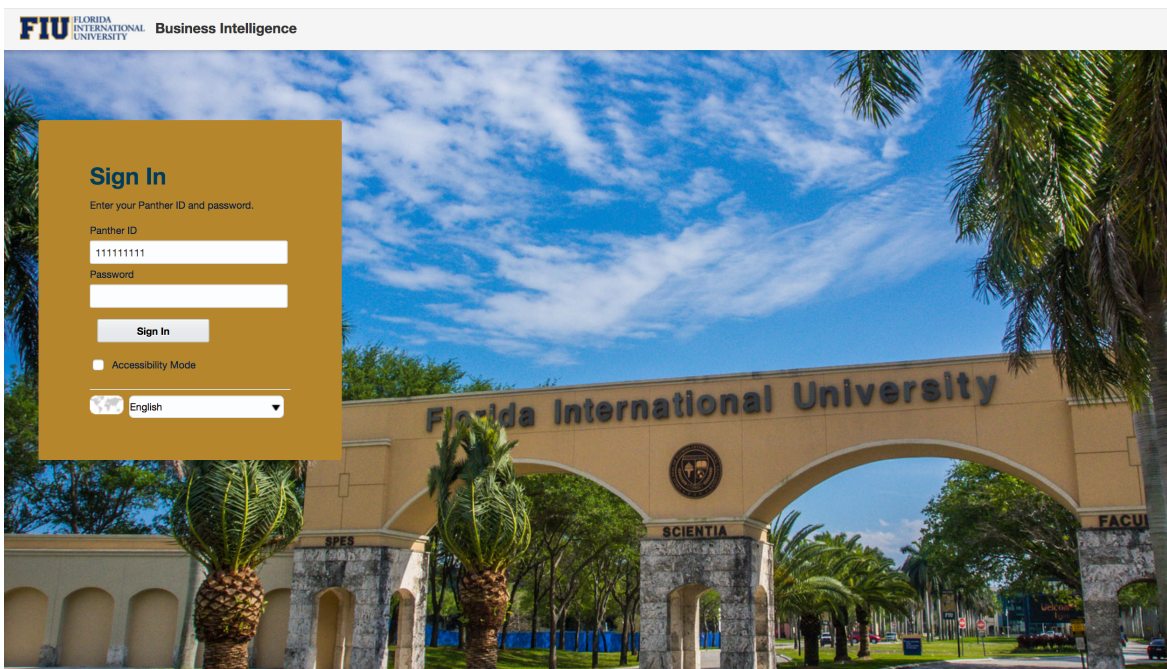 FIU FLORIDA
INTERNATIONAL
UNIVERSITY
Business Intelligence
Sign In
Enter your Panther ID and password.
Panther ID
111111111
Password
Sign In
Accessibility Mode
English
Florida International University
SPES
SCIENTIA
FACU
FIU